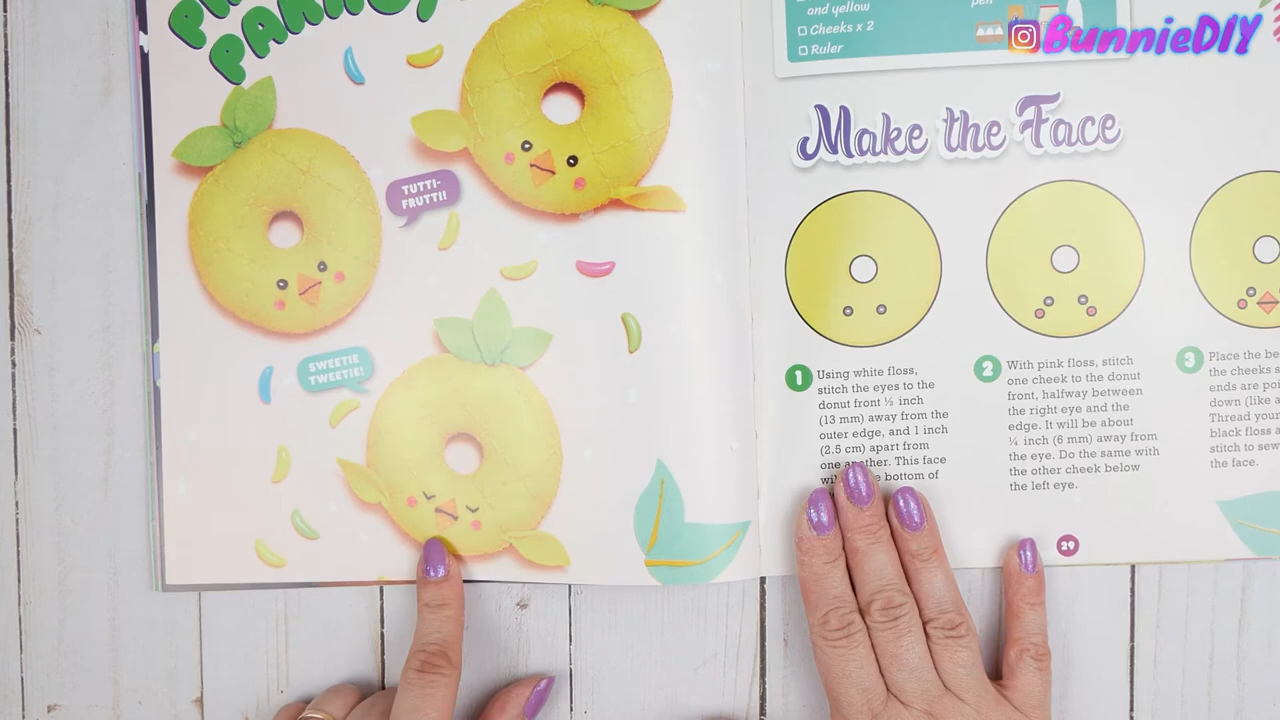 TUTTI-
FRUTTI!
SWEETIE
TWEETIE!
and yellow
pen
Cheeks x 2
Ruler
BunnieDIY
Make the Face
1
Using white floss,
stitch the eyes to the
donut front ½ inch
(13 mm) away from the
outer edge, and 1 inch
(2.5 cm) apart from
one another. This face
bottom of
2
With pink floss, stitch
one cheek to the donut
front, halfway between
the right eye and the
edge. It will be about
¼ inch (6 mm) away from
the eye. Do the same with
the other cheek below
the left eye.
3
Place the be
the cheeks s
ends are poi
down (like a
Thread your
black floss a
stitch to sew
the face.
29